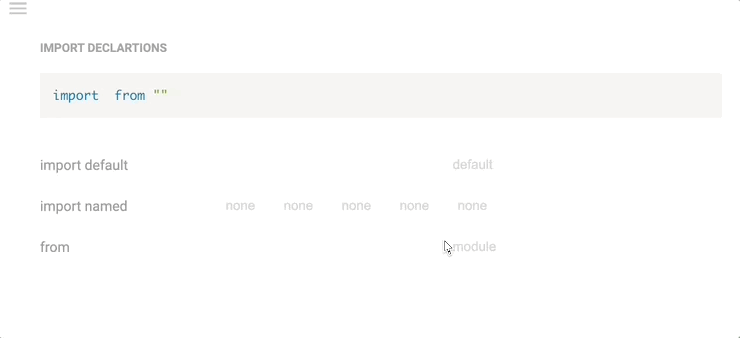 IMPORT DECLARTIONS
import from ""
import default default
import named none none none none none
from module